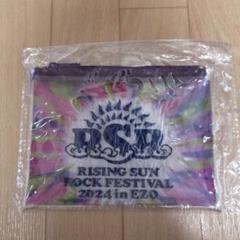 RSR
RISING SUN
ROCK FESTIVAL
2024 in EZO